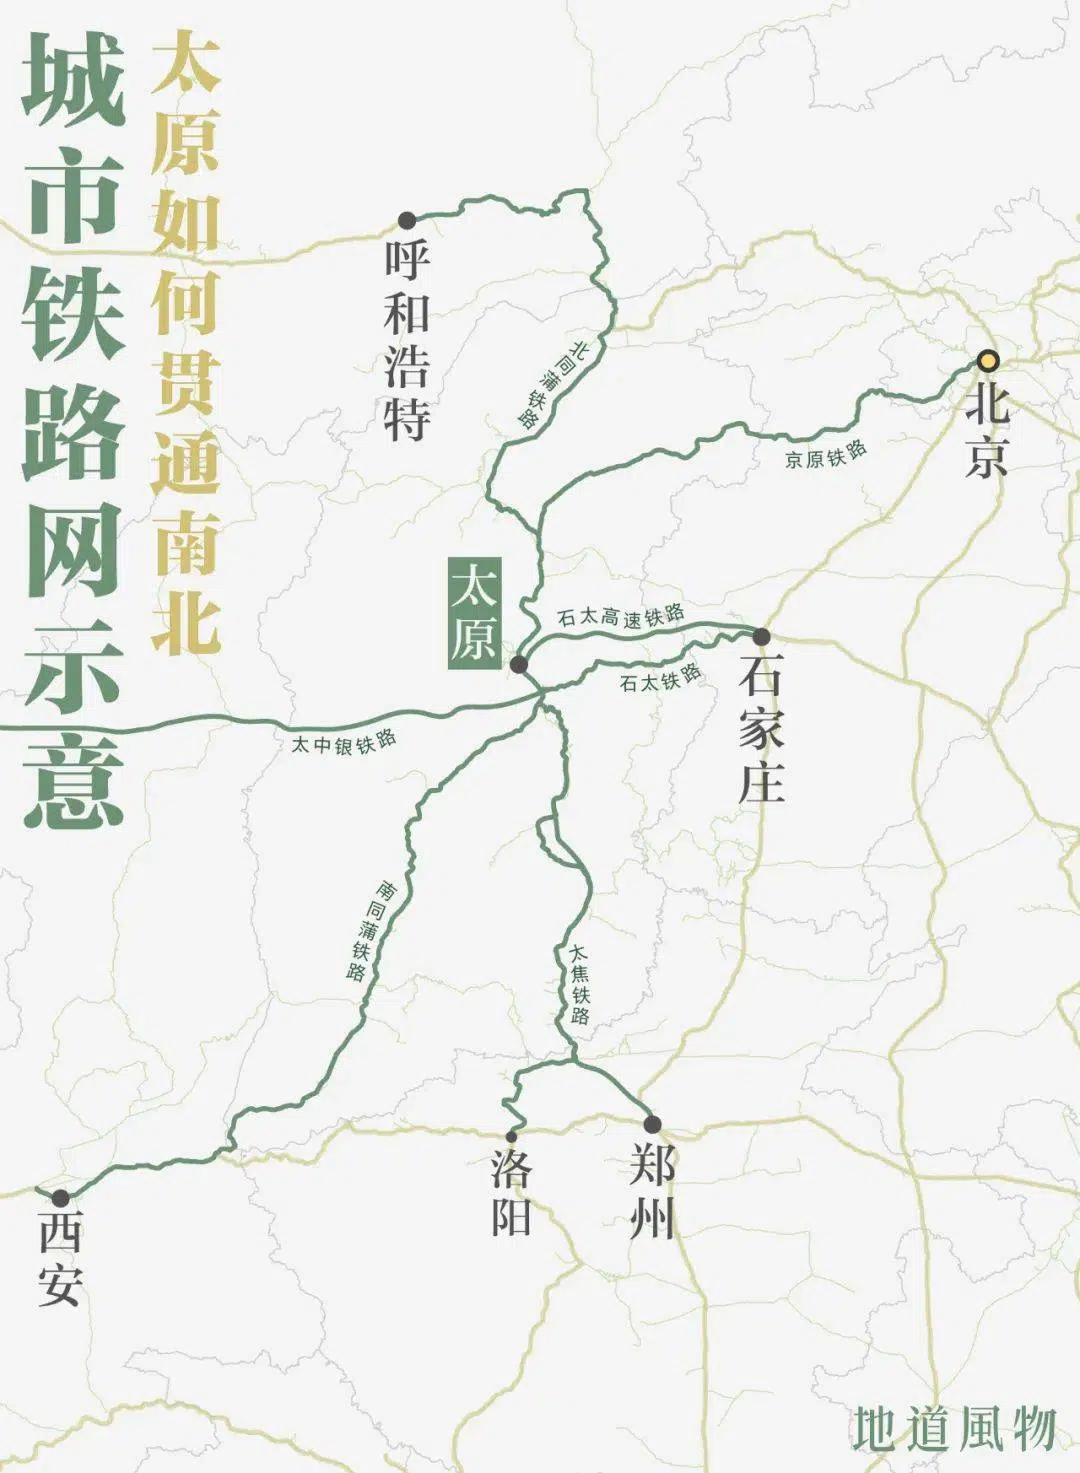 城市铁路网示意
太原如何贯通南北
呼和浩特
北同蒲铁路
北京
京原铁路
太原
石太高速铁路
石太铁路
石家庄
太中银铁路
南同蒲铁路
太焦铁路
洛阳
郑州
西安
地道風物